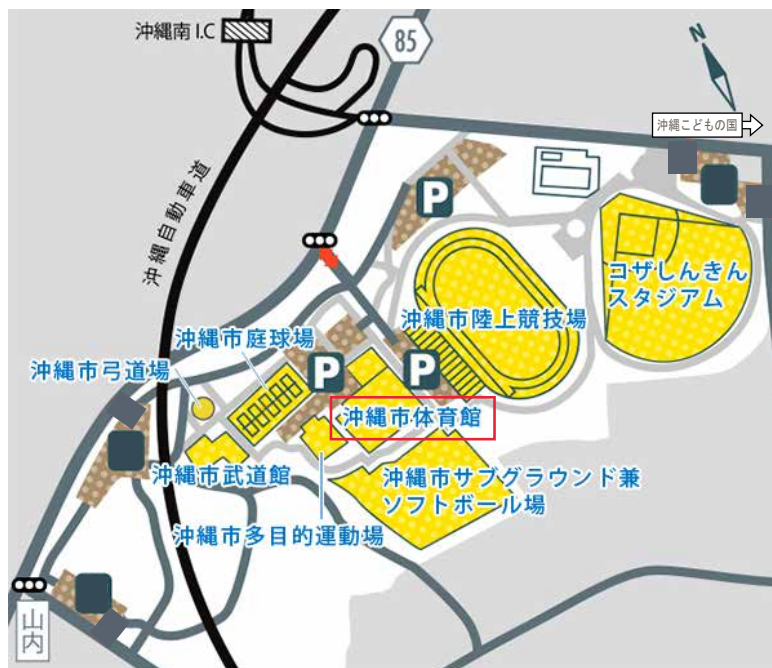 沖縄南 I.C
85
N
沖縄こどもの国
沖縄自動車道
P
コザしんきん
スタジアム
沖縄市陸上競技場
沖縄市庭球場
P
P
沖縄市弓道場
沖縄市体育館
沖縄市武道館
沖縄市サブグラウンド兼
ソフトボール場
沖縄市多目的運動場
山内